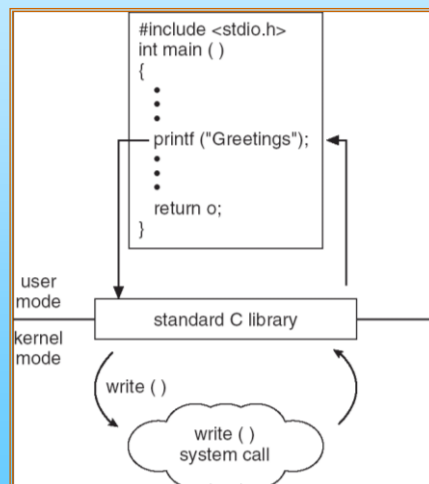 #include <stdio.h>
int main ( )
{
•
•
•
printf ("Greetings");
•
•
•
return o;
}
user
mode
standard C library
kernel
mode
write ( )
write ( )
system call